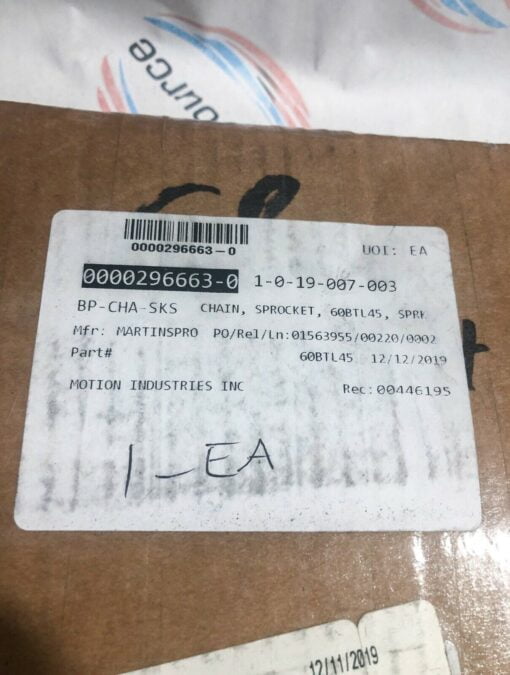 source
0000296663-0
UOI: EA
0000296663-0 1-0-19-007-003
BP-CHA-SKS CHAIN, SPROCKET, 60BTL45, SPRK
Mfr: MARTINSPRO PO/Rel/Ln:01563955/00220/0002
Part# 60BTL45 12/12/2019
MOTION INDUSTRIES INC Rec:00446195
1-EA
12/11/2019